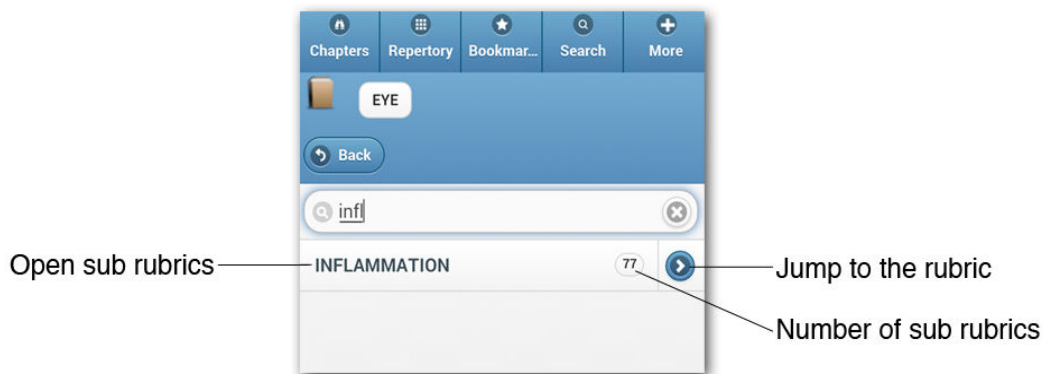 Chapters Repertory Bookmar... Search More
EYE
Back
infl
Open sub rubrics
INFLAMMATION 77
Jump to the rubric
Number of sub rubrics